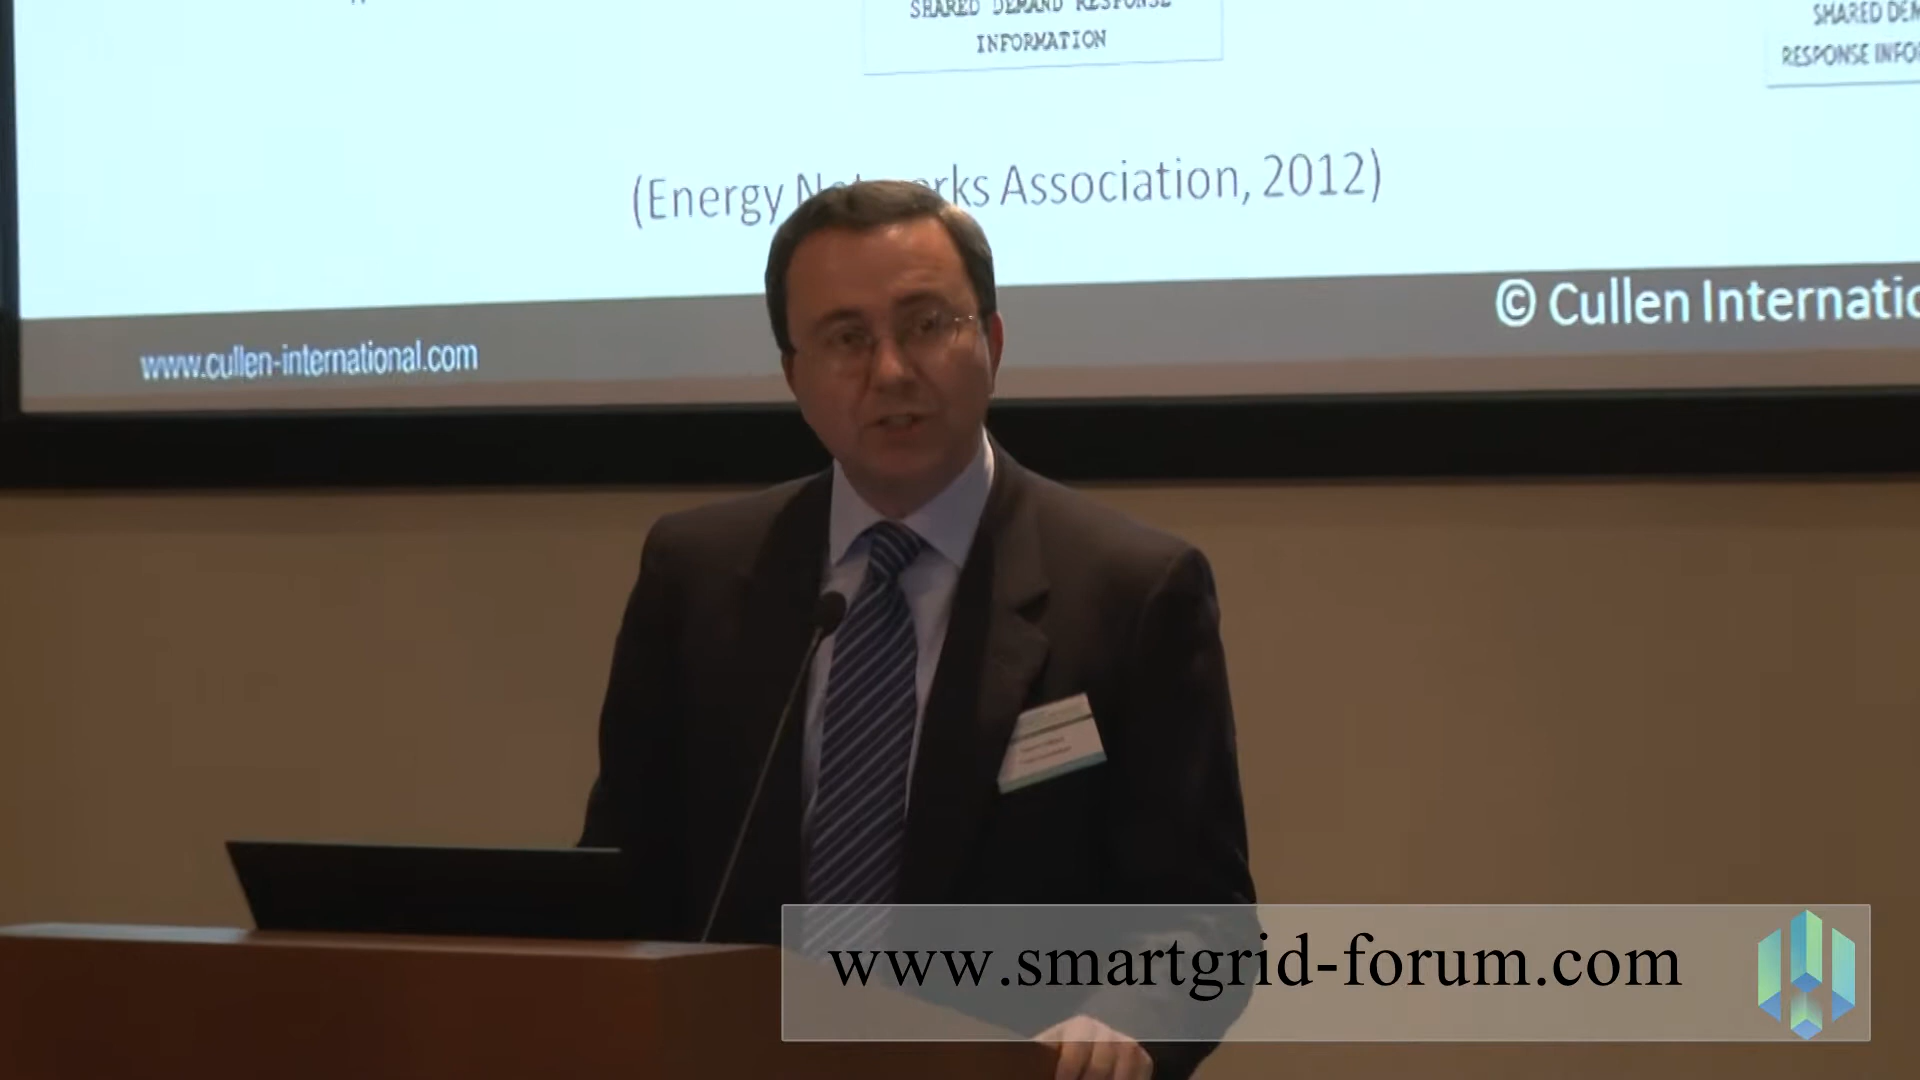 SHARED DEMAND RESPONSE
INFORMATION
SHARED DEM
RESPONSE INFO
(Energy Networks Association, 2012)
© Cullen Internatio
www.cullen-international.com
www.smartgrid-forum.com